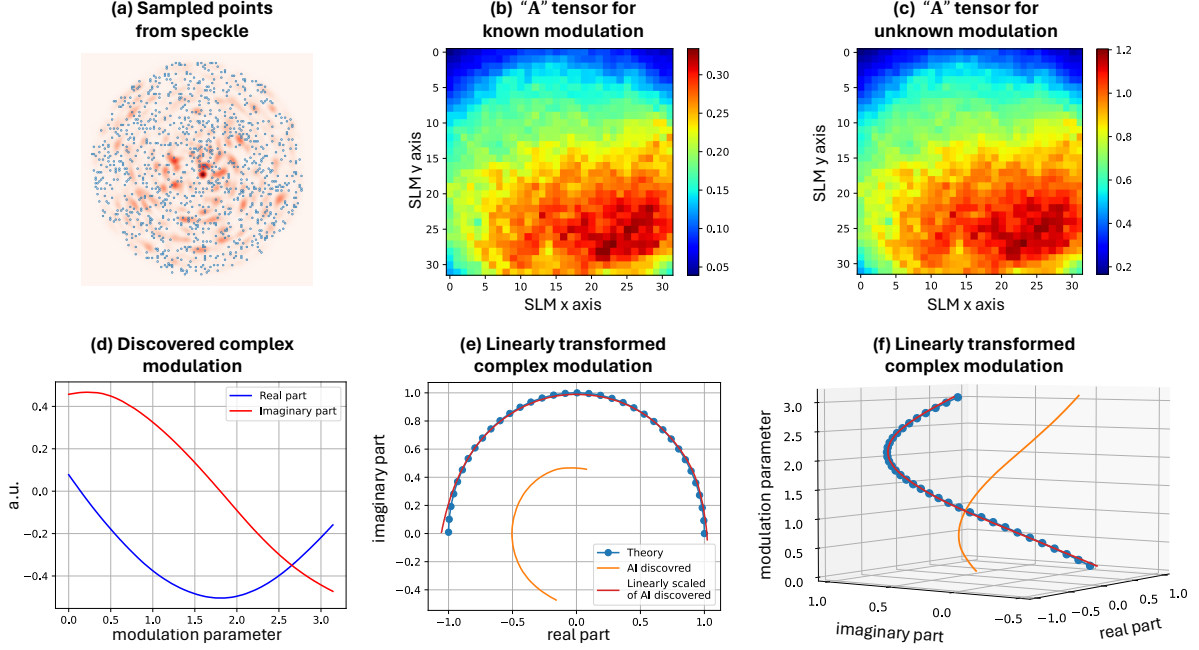 (a) Sampled points
from speckle
(b) “A” tensor for
known modulation
(c) “A” tensor for
unknown modulation
0
5
10
15
20
25
30
SLM y axis
0 5 10 15 20 25 30
SLM x axis
0.30
0.25
0.20
0.15
0.10
0.05
0
5
10
15
20
25
30
SLM y axis
0 5 10 15 20 25 30
SLM x axis
1.2
1.0
0.8
0.6
0.4
0.2
(d) Discovered complex
modulation
Real part
Imaginary part
0.4
0.2
0.0
−0.2
−0.4
a.u.
0.0 0.5 1.0 1.5 2.0 2.5 3.0
modulation parameter
(e) Linearly transformed
complex modulation
1.0
0.8
0.6
0.4
0.2
0.0
−0.2
−0.4
imaginary part
Theory
AI discovred
Linearly scaled
of AI discovered
−1.0 −0.5 0.0 0.5 1.0
real part
(f) Linearly transformed
complex modulation
3.0
2.5
2.0
1.5
1.0
0.5
0.0
modulation parameter
1.0 0.5 0.0 −0.5
imaginary part
−1.0 −0.5 0.0 0.5 1.0
real part